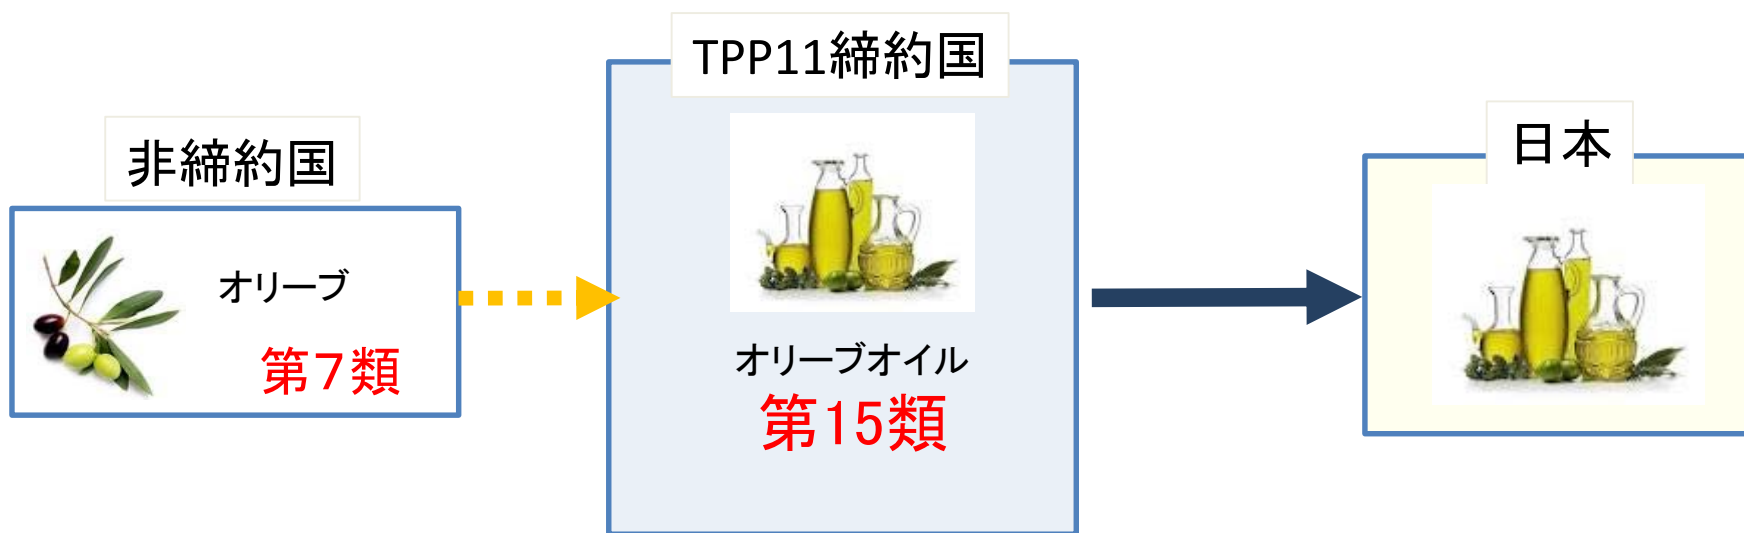 非締約国
オリーブ
第7類
TPP11締約国
オリーブオイル
第15類
日本